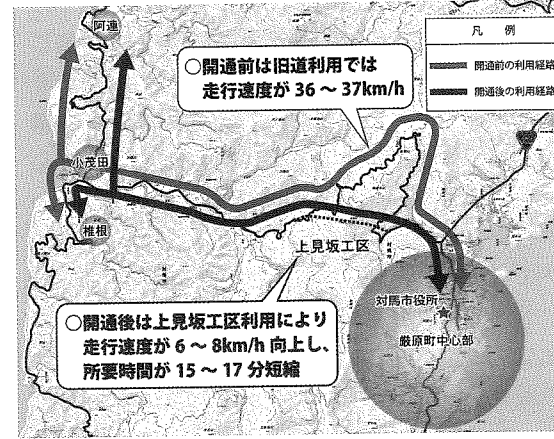 阿連
凡 例
開通前の利用経路
開通後の利用経路
○開通前は旧道利用では
走行速度が 36 ～ 37km/h
小茂田
椎根
上見坂工区
対馬市役所
厳原町中心部
○開通後は上見坂工区利用により
走行速度が 6 ～ 8km/h 向上し、
所要時間が 15 ～ 17 分短縮